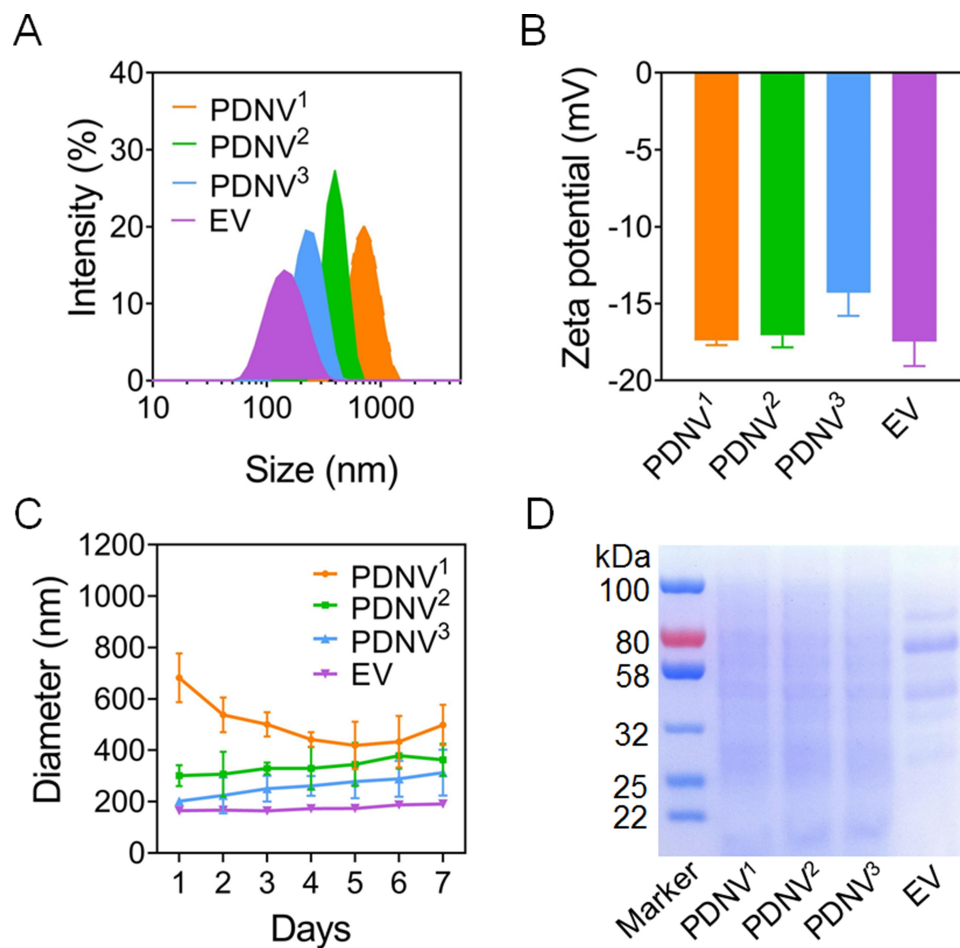 A
40
30
20
10
0
Intensity (%)
PDNV¹
PDNV²
PDNV³
EV
10
100
1000
Size (nm)
B
0
-5
-10
-15
-20
Zeta potential (mV)
PDNV¹
PDNV²
PDNV³
EV
C
1200
1000
800
600
400
200
0
Diameter (nm)
PDNV¹
PDNV²
PDNV³
EV
1 2 3 4 5 6 7
Days
D
kDa
100
80
58
32
25
22
Marker
PDNV¹
PDNV²
PDNV³
EV